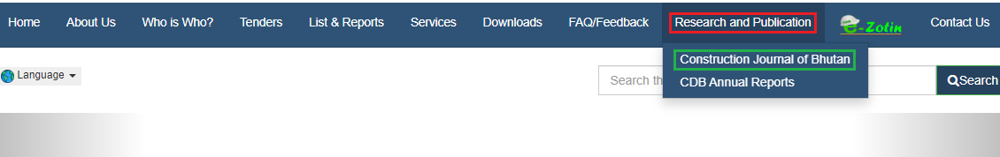 Home About Us Who is Who? Tenders List & Reports Services Downloads FAQ/Feedback Research and Publication e-Zotin Contact Us
Construction Journal of Bhutan
Language Search th Search
CDB Annual Reports